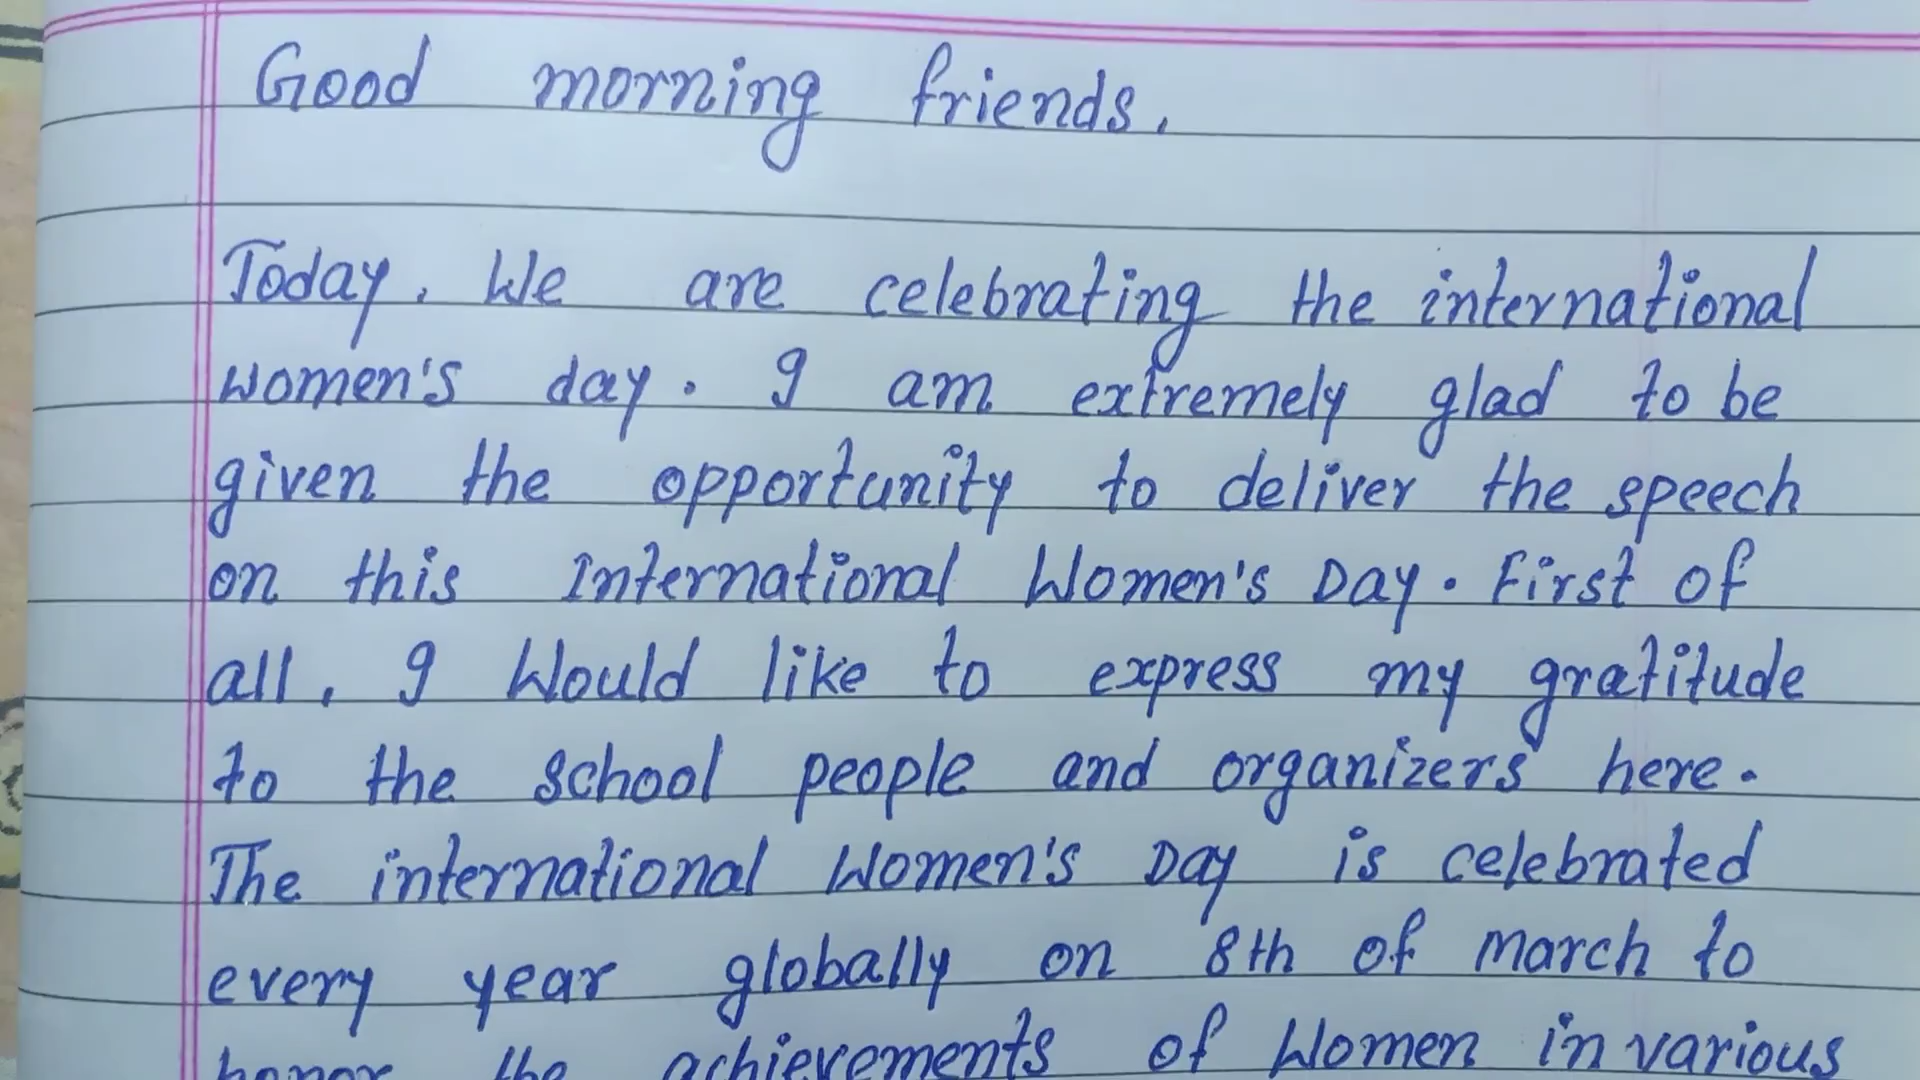 Good morning friends,
Today, We are celebrating the international
women's day. I am extremely glad to be
given the opportunity to deliver the speech
on this International Women's Day. First of
all, I Would like to express my gratitude
to the school people and organizers here.
The international Women's Day is celebrated
every year globally on 8th of march to
honor the achievements of Women in various